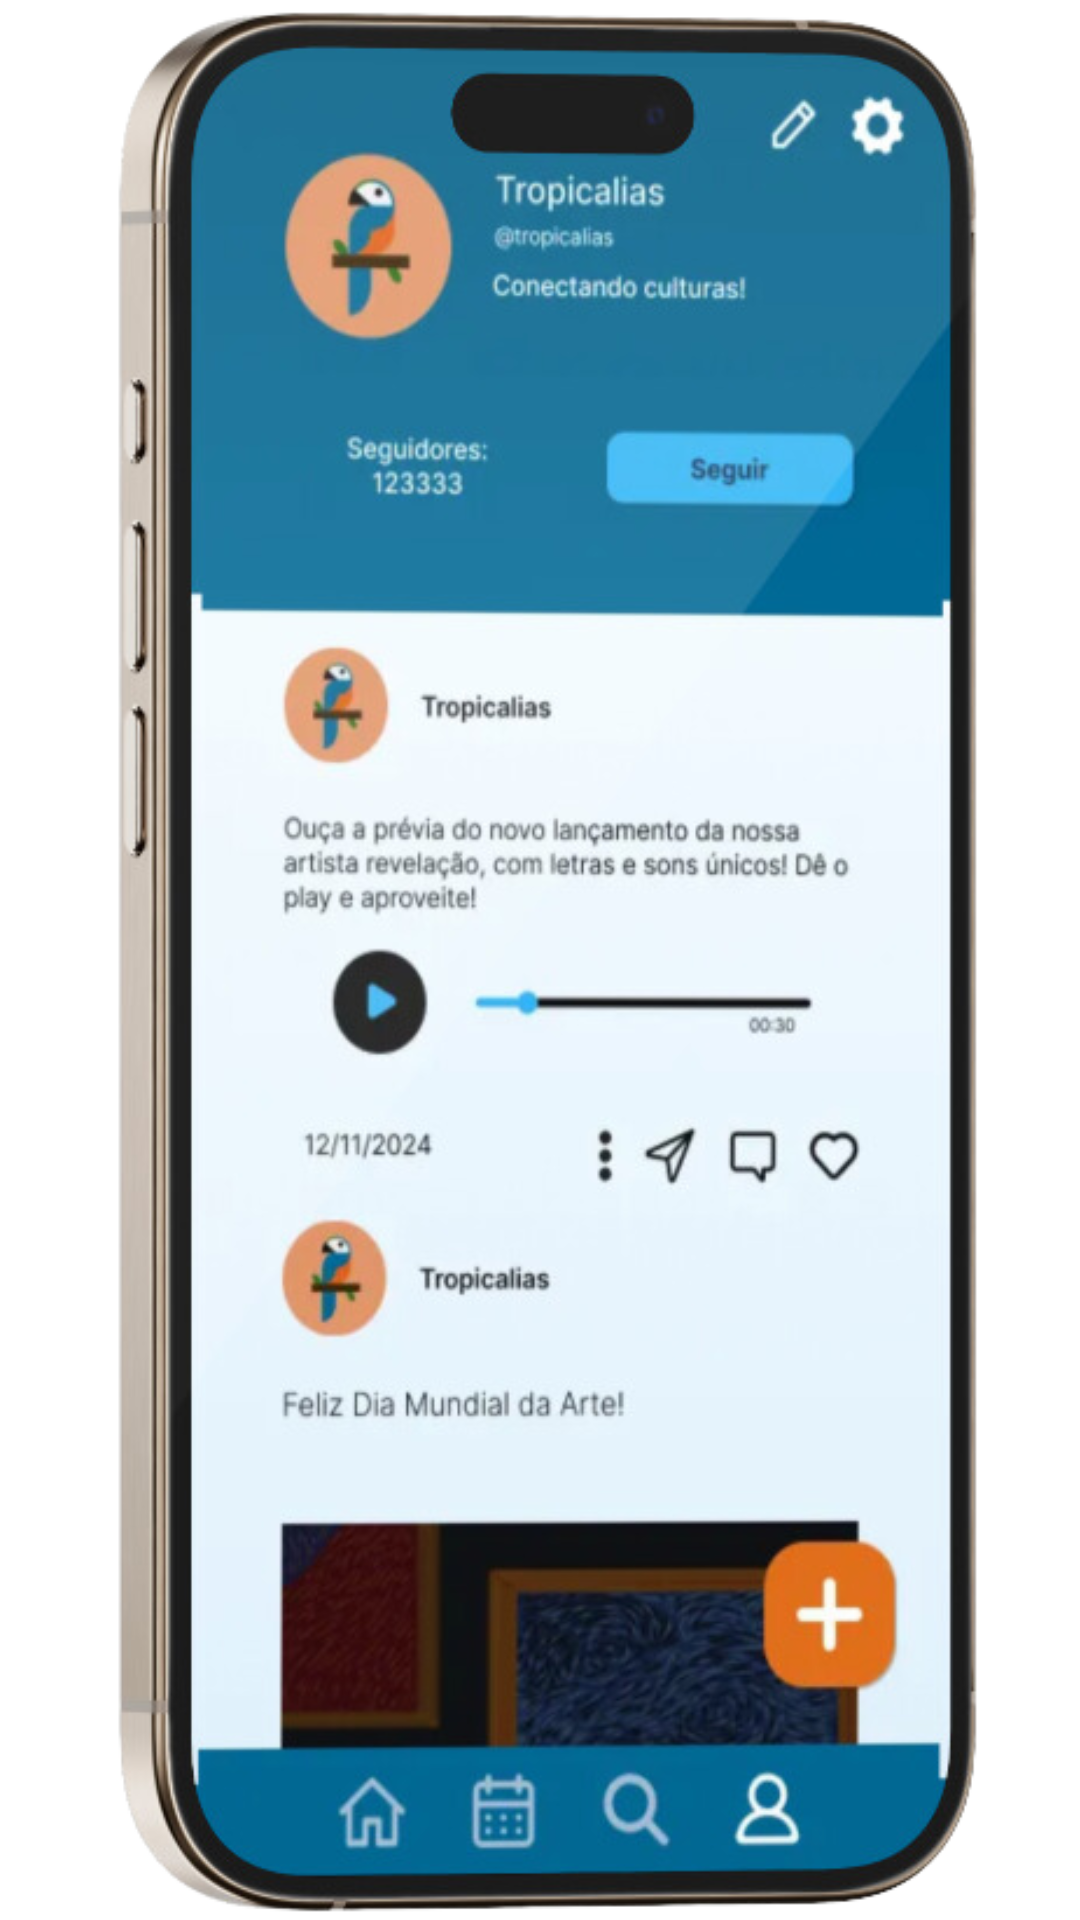 Tropicalias
@tropicalias
Conectando culturas!
Seguidores:
123333
Seguir
Tropicalias
Ouça a prévia do novo lançamento da nossa
artista revelação, com letras e sons únicos! Dê o
play e aproveite!
00:30
12/11/2024
Tropicalias
Feliz Dia Mundial da Arte!